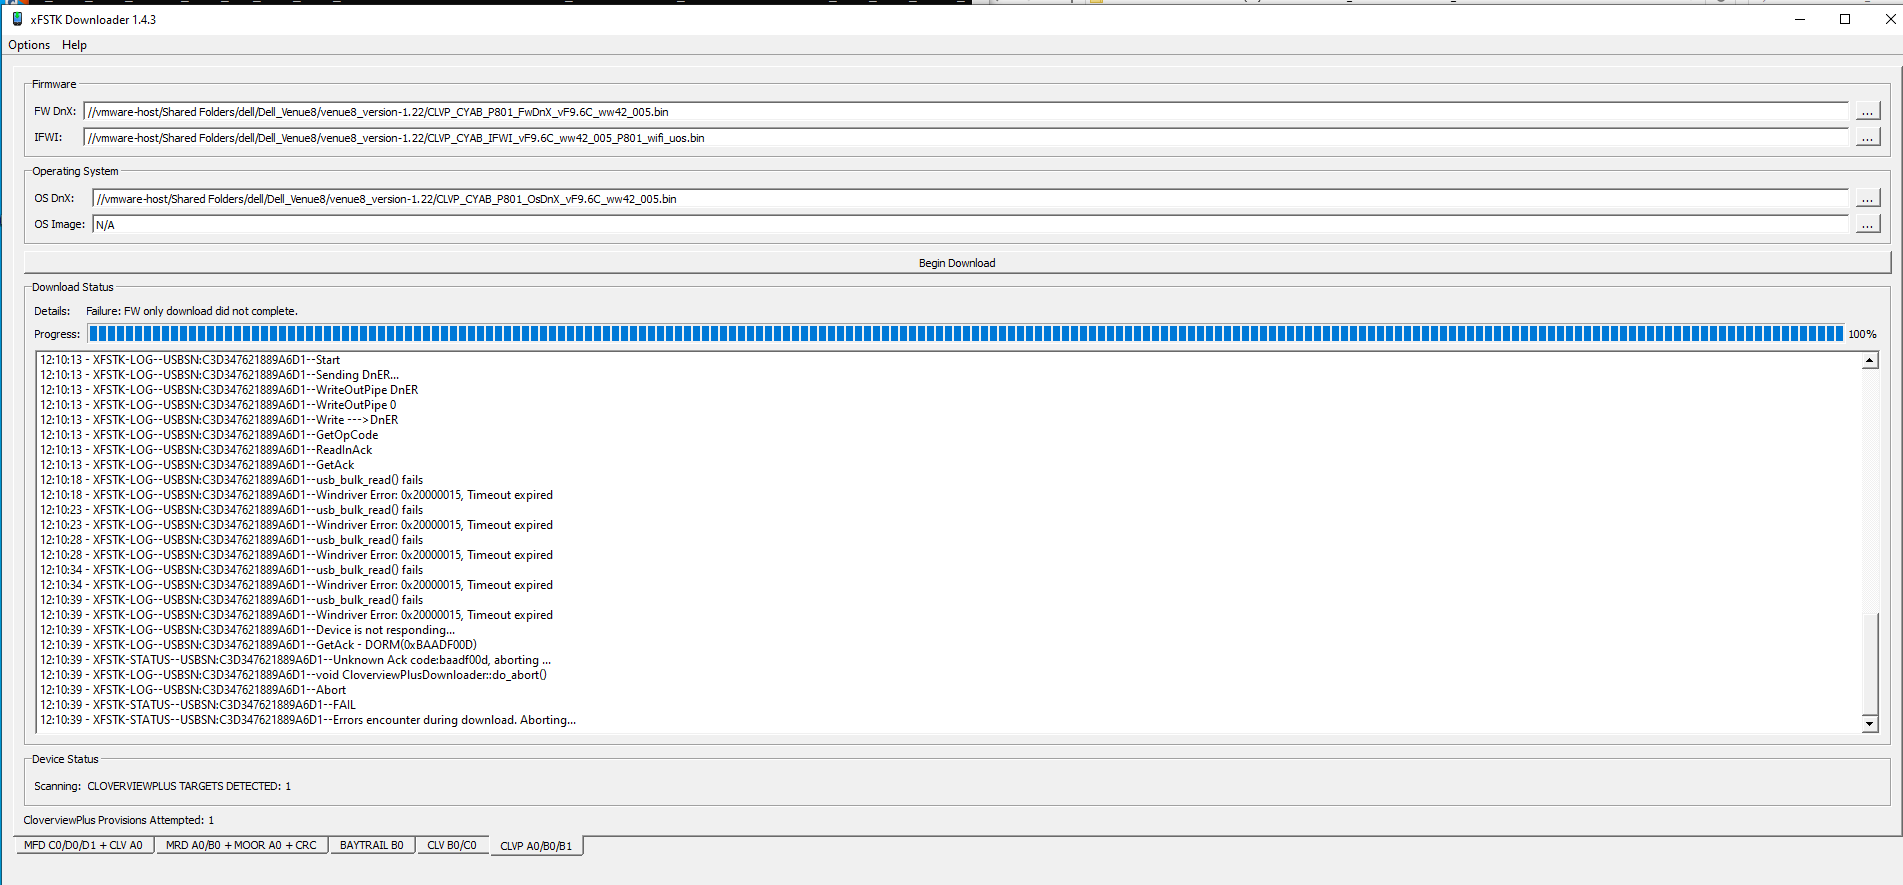 xFSTK Downloader 1.4.3
Options Help
Firmware
FW DnX: //vmware-host/Shared Folders/dell/Dell_Venue8/venue8_version-1.22/CLVP_CYAB_P801_FwDnX_vF9.6C_ww42_005.bin ...
IFWI: //vmware-host/Shared Folders/dell/Dell_Venue8/venue8_version-1.22/CLVP_CYAB_IFWI_vF9.6C_ww42_005_P801_wifi_uos.bin ...
Operating System
OS DnX: //vmware-host/Shared Folders/dell/Dell_Venue8/venue8_version-1.22/CLVP_CYAB_P801_OsDnX_vF9.6C_ww42_005.bin ...
OS Image: N/A ...
Begin Download
Download Status
Details: Failure: FW only download did not complete.
Progress: 100%
12:10:13 - XFSTK-LOG--USBSN:C3D347621889A6D1--Start
12:10:13 - XFSTK-LOG--USBSN:C3D347621889A6D1--Sending DnER...
12:10:13 - XFSTK-LOG--USBSN:C3D347621889A6D1--WriteOutPipe DnER
12:10:13 - XFSTK-LOG--USBSN:C3D347621889A6D1--WriteOutPipe 0
12:10:13 - XFSTK-LOG--USBSN:C3D347621889A6D1--Write --->DnER
12:10:13 - XFSTK-LOG--USBSN:C3D347621889A6D1--GetOpCode
12:10:13 - XFSTK-LOG--USBSN:C3D347621889A6D1--ReadInAck
12:10:13 - XFSTK-LOG--USBSN:C3D347621889A6D1--GetAck
12:10:18 - XFSTK-LOG--USBSN:C3D347621889A6D1--usb_bulk_read() fails
12:10:18 - XFSTK-LOG--USBSN:C3D347621889A6D1--Windriver Error: 0x20000015, Timeout expired
12:10:23 - XFSTK-LOG--USBSN:C3D347621889A6D1--usb_bulk_read() fails
12:10:23 - XFSTK-LOG--USBSN:C3D347621889A6D1--Windriver Error: 0x20000015, Timeout expired
12:10:28 - XFSTK-LOG--USBSN:C3D347621889A6D1--usb_bulk_read() fails
12:10:28 - XFSTK-LOG--USBSN:C3D347621889A6D1--Windriver Error: 0x20000015, Timeout expired
12:10:34 - XFSTK-LOG--USBSN:C3D347621889A6D1--usb_bulk_read() fails
12:10:34 - XFSTK-LOG--USBSN:C3D347621889A6D1--Windriver Error: 0x20000015, Timeout expired
12:10:39 - XFSTK-LOG--USBSN:C3D347621889A6D1--usb_bulk_read() fails
12:10:39 - XFSTK-LOG--USBSN:C3D347621889A6D1--Windriver Error: 0x20000015, Timeout expired
12:10:39 - XFSTK-LOG--USBSN:C3D347621889A6D1--Device is not responding...
12:10:39 - XFSTK-LOG--USBSN:C3D347621889A6D1--GetAck - DORM(0xBAADF00D)
12:10:39 - XFSTK-STATUS--USBSN:C3D347621889A6D1--Unknown Ack code:baadf00d, aborting ...
12:10:39 - XFSTK-LOG--USBSN:C3D347621889A6D1--void CloverviewPlusDownloader::do_abort()
12:10:39 - XFSTK-LOG--USBSN:C3D347621889A6D1--Abort
12:10:39 - XFSTK-STATUS--USBSN:C3D347621889A6D1--FAIL
12:10:39 - XFSTK-STATUS--USBSN:C3D347621889A6D1--Errors encounter during download. Aborting...
Device Status
Scanning: CLOVERVIEWPLUS TARGETS DETECTED: 1
CloverviewPlus Provisions Attempted: 1
MFD C0/D0/D1 + CLV A0 MRD A0/B0 + MOOR A0 + CRC BAYTRAIL B0 CLV B0/C0 CLVP A0/B0/B1